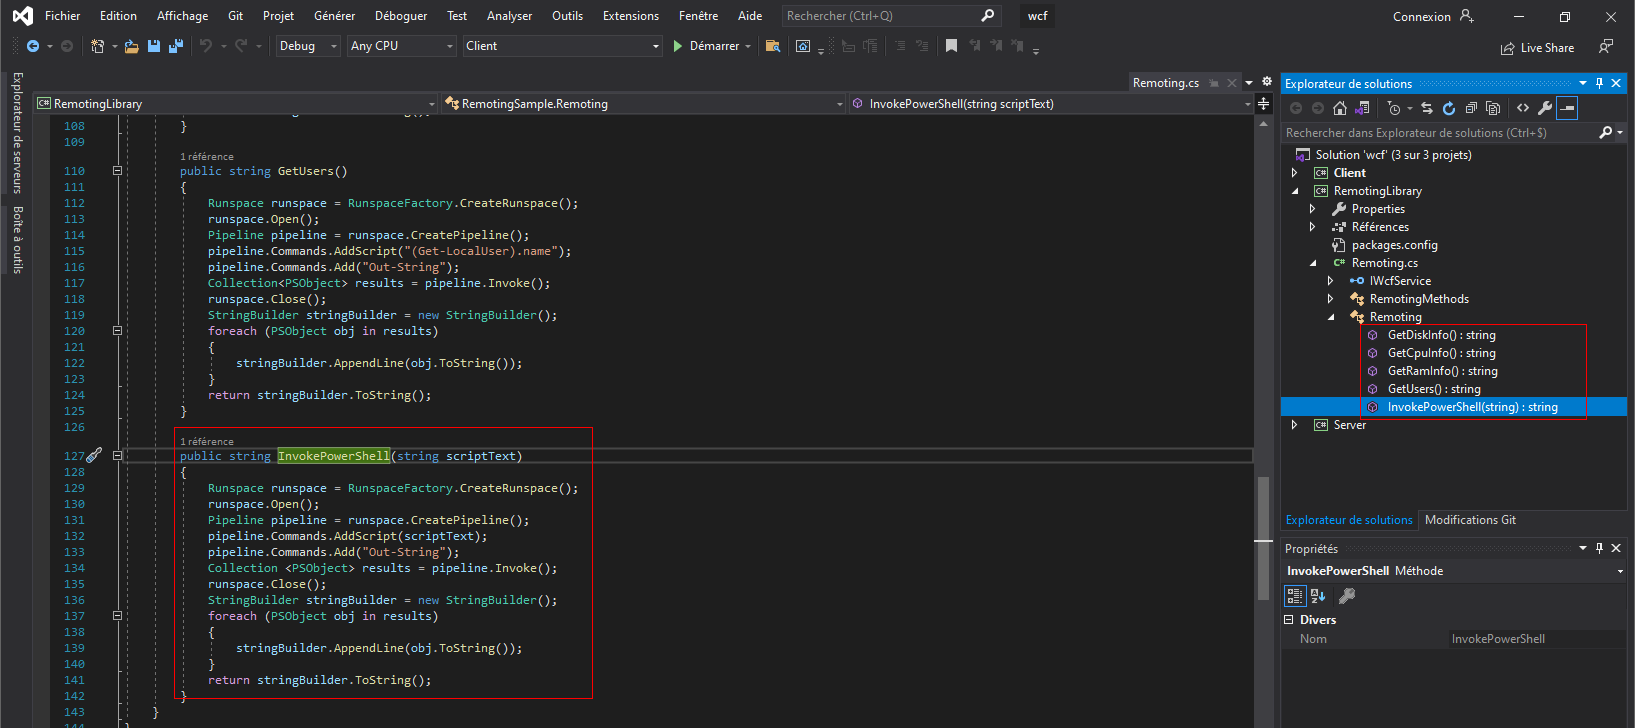 Fichier Edition Affichage Git Projet Générer Déboguer Test Analyser Outils Extensions Fenêtre Aide Rechercher (Ctrl+Q) wcf Connexion
Debug Any CPU Client Démarrer Live Share
Explorateur de serveurs
Boîte à outils
Remoting.cs
RemotingLibrary RemotingSample.Remoting InvokePowerShell(string scriptText)
108 }
109
1 référence
110 public string GetUsers()
111 {
112 Runspace runspace = RunspaceFactory.CreateRunspace();
113 runspace.Open();
114 Pipeline pipeline = runspace.CreatePipeline();
115 pipeline.Commands.AddScript("(Get-LocalUser).name");
116 pipeline.Commands.Add("Out-String");
117 Collection<PSObject> results = pipeline.Invoke();
118 runspace.Close();
119 StringBuilder stringBuilder = new StringBuilder();
120 foreach (PSObject obj in results)
121 {
122 stringBuilder.AppendLine(obj.ToString());
123 }
124 return stringBuilder.ToString();
125 }
126
1 référence
127 public string InvokePowerShell(string scriptText)
128 {
129 Runspace runspace = RunspaceFactory.CreateRunspace();
130 runspace.Open();
131 Pipeline pipeline = runspace.CreatePipeline();
132 pipeline.Commands.AddScript(scriptText);
133 pipeline.Commands.Add("Out-String");
134 Collection <PSObject> results = pipeline.Invoke();
135 runspace.Close();
136 StringBuilder stringBuilder = new StringBuilder();
137 foreach (PSObject obj in results)
138 {
139 stringBuilder.AppendLine(obj.ToString());
140 }
141 return stringBuilder.ToString();
142 }
143 }
144 }
Explorateur de solutions
Rechercher dans Explorateur de solutions (Ctrl+$)
Solution 'wcf' (3 sur 3 projets)
C# Client
C# RemotingLibrary
Properties
Références
packages.config
C# Remoting.cs
IWcfService
RemotingMethods
Remoting
GetDiskInfo() : string
GetCpuInfo() : string
GetRamInfo() : string
GetUsers() : string
InvokePowerShell(string) : string
C# Server
Explorateur de solutions Modifications Git
Propriétés
InvokePowerShell Méthode
Divers
Nom InvokePowerShell